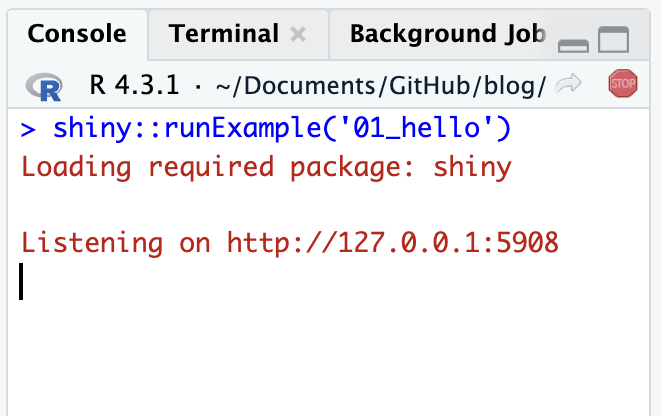 Console Terminal Background Job
R R 4.3.1 · ~/Documents/GitHub/blog/ STOP
> shiny::runExample('01_hello')
Loading required package: shiny
Listening on http://127.0.0.1:5908